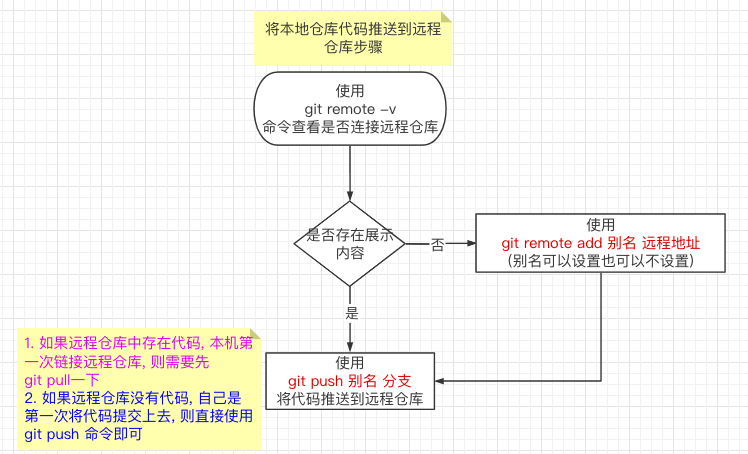 将本地仓库代码推送到远程
仓库步骤
使用
git remote -v
命令查看是否连接远程仓库
是否存在展示
内容
否
使用
git remote add 别名 远程地址
(别名可以设置也可以不设置)
是
使用
git push 别名 分支
将代码推送到远程仓库
1. 如果远程仓库中存在代码, 本机第
一次链接远程仓库, 则需要先
git pull一下
2. 如果远程仓库没有代码, 自己是
第一次将代码提交上去, 则直接使用
git push 命令即可